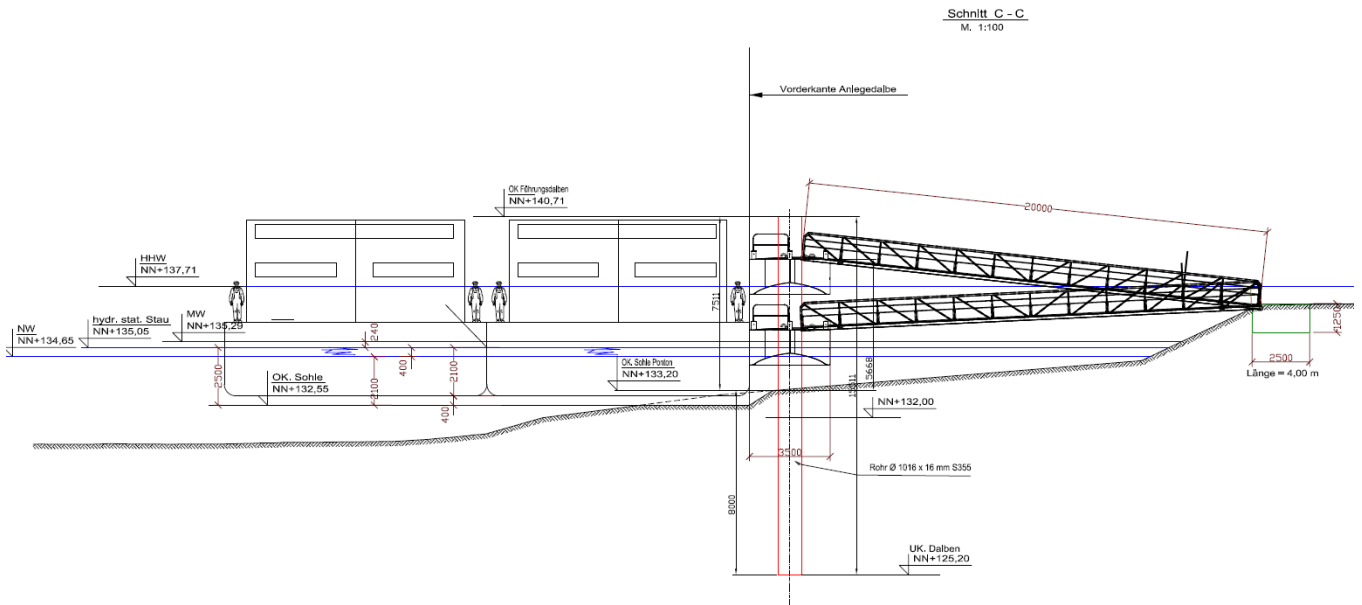 Schnitt C - C
M. 1:100
Vorderkante Anlegedalbe
OK Führungsdalben
NN+140,71
20000
HHW
NN+137,71
hydr. stat. Stau
NN+135,05
MW
NN+135,29
NW
NN+134,65
240
400
2500
2100
2100
400
OK. Sohle
NN+132,55
OK. Sohle Ponton
NN+133,20
7511
5668
NN+132,00
1250
2500
Länge = 4,00 m
3500
Rohr Ø 1016 x 16 mm S355
8000
UK. Dalben
NN+125,20